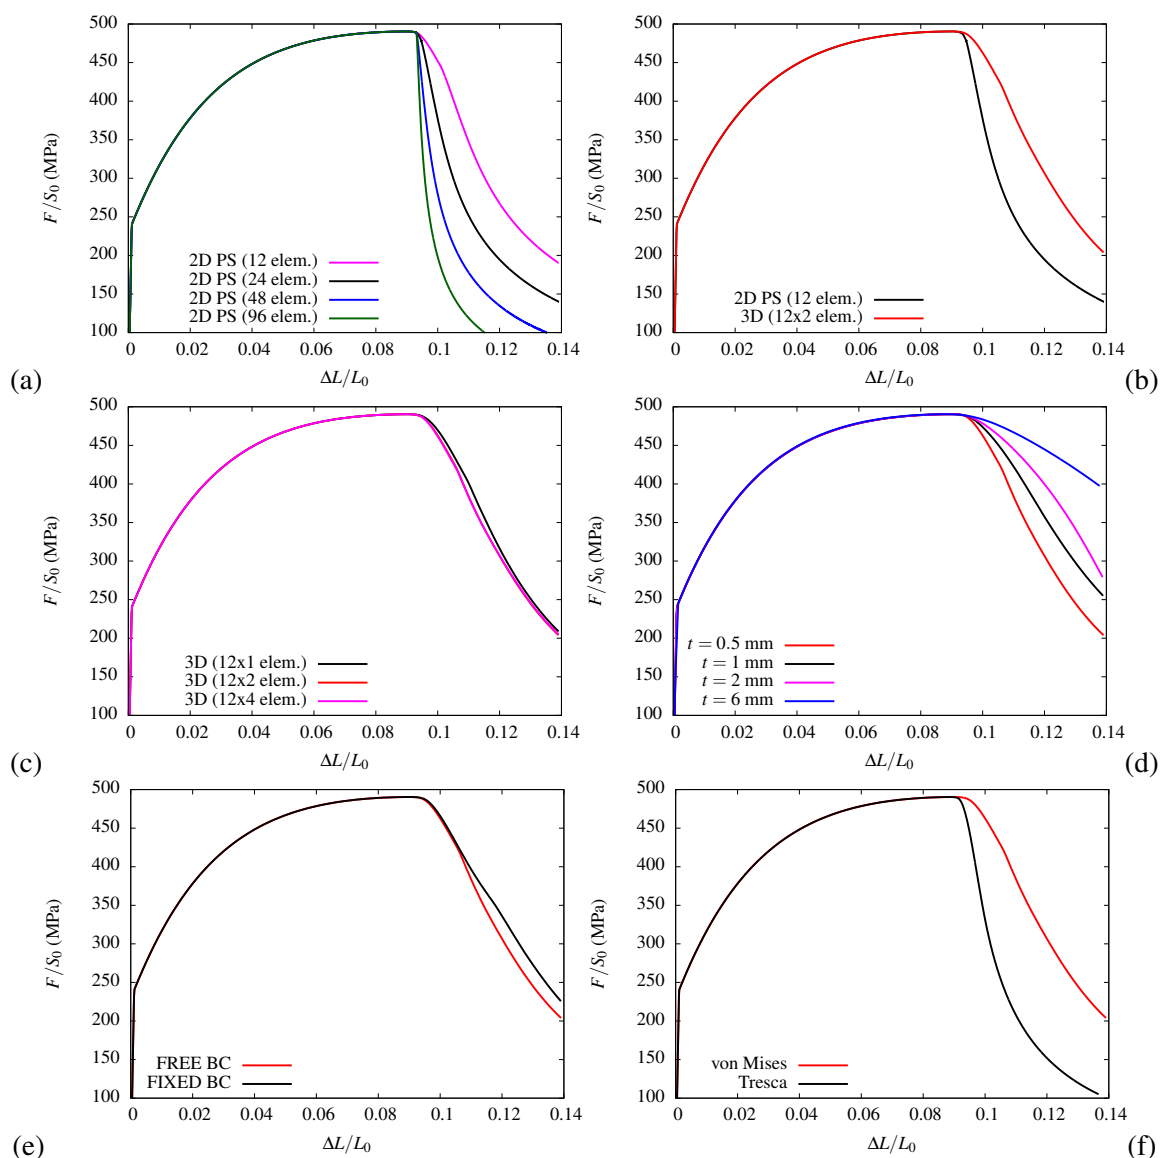 500
450
400
350
300
250
200
150
100
F/S₀ (MPa)
2D PS (12 elem.)
2D PS (24 elem.)
2D PS (48 elem.)
2D PS (96 elem.)
0 0.02 0.04 0.06 0.08 0.1 0.12 0.14
ΔL/L₀
(a)
500
450
400
350
300
250
200
150
100
F/S₀ (MPa)
2D PS (12 elem.)
3D (12x2 elem.)
0 0.02 0.04 0.06 0.08 0.1 0.12 0.14
ΔL/L₀
(b)
500
450
400
350
300
250
200
150
100
F/S₀ (MPa)
3D (12x1 elem.)
3D (12x2 elem.)
3D (12x4 elem.)
0 0.02 0.04 0.06 0.08 0.1 0.12 0.14
ΔL/L₀
(c)
500
450
400
350
300
250
200
150
100
F/S₀ (MPa)
t = 0.5 mm
t = 1 mm
t = 2 mm
t = 6 mm
0 0.02 0.04 0.06 0.08 0.1 0.12 0.14
ΔL/L₀
(d)
500
450
400
350
300
250
200
150
100
F/S₀ (MPa)
FREE BC
FIXED BC
0 0.02 0.04 0.06 0.08 0.1 0.12 0.14
ΔL/L₀
(e)
500
450
400
350
300
250
200
150
100
F/S₀ (MPa)
von Mises
Tresca
0 0.02 0.04 0.06 0.08 0.1 0.12 0.14
ΔL/L₀
(f)